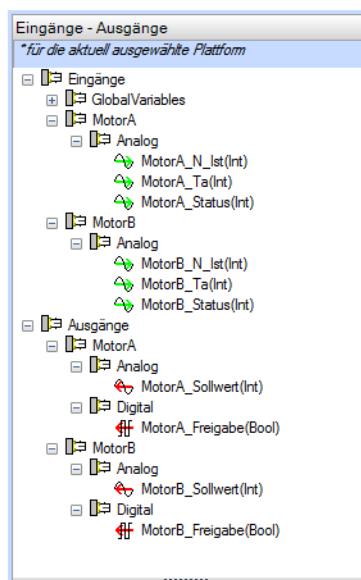 Eingänge - Ausgänge
*für die aktuell ausgewählte Plattform
Eingänge
GlobalVariables
MotorA
Analog
MotorA_N_Ist(Int)
MotorA_Ta(Int)
MotorA_Status(Int)
MotorB
Analog
MotorB_N_Ist(Int)
MotorB_Ta(Int)
MotorB_Status(Int)
Ausgänge
MotorA
Analog
MotorA_Sollwert(Int)
Digital
MotorA_Freigabe(Bool)
MotorB
Analog
MotorB_Sollwert(Int)
Digital
MotorB_Freigabe(Bool)